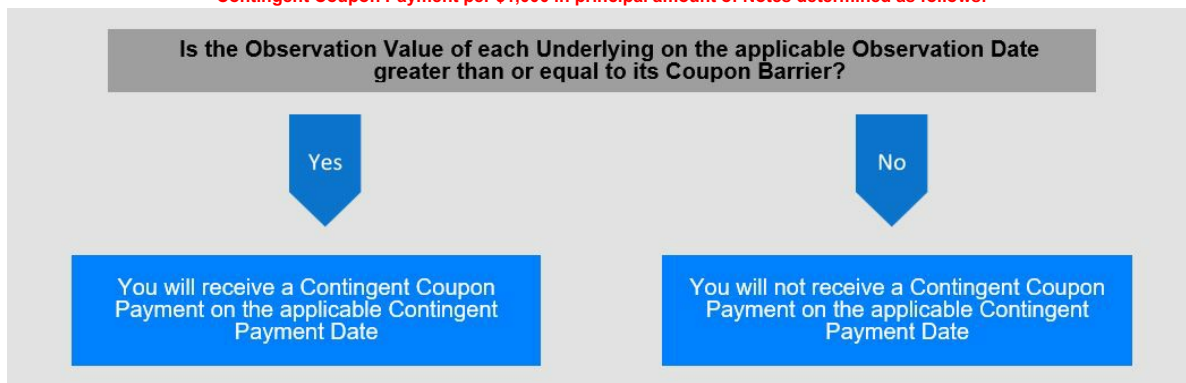 Contingent Coupon Payment per $1,000 in principal amount of Notes determined as follows:
Is the Observation Value of each Underlying on the applicable Observation Date
greater than or equal to its Coupon Barrier?
Yes
No
You will receive a Contingent Coupon
Payment on the applicable Contingent
Payment Date
You will not receive a Contingent Coupon
Payment on the applicable Contingent
Payment Date